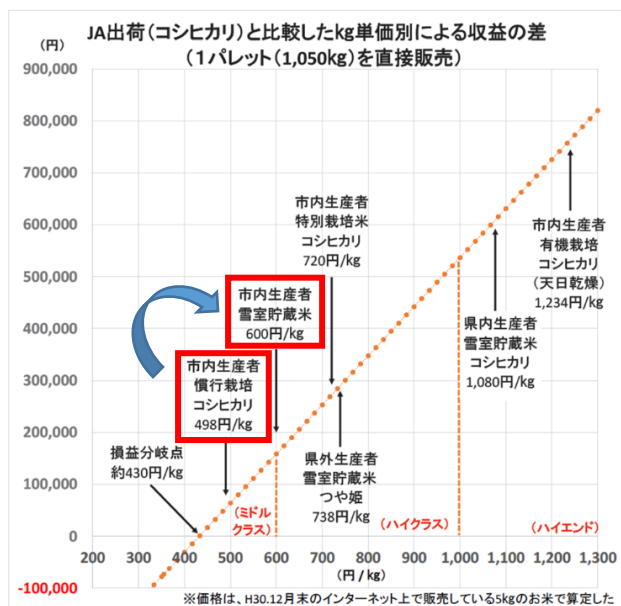 JA出荷(コシヒカリ)と比較したkg単価別による収益の差
(1パレット(1,050kg)を直接販売)
(円)
900,000
800,000
700,000
600,000
500,000
400,000
300,000
200,000
100,000
0
-100,000
市内生産者
特別栽培米
コシヒカリ
720円/kg
市内生産者
有機栽培
コシヒカリ
(天日乾燥)
1,234円/kg
市内生産者
雪室貯蔵米
600円/kg
県内生産者
雪室貯蔵米
コシヒカリ
1,080円/kg
市内生産者
慣行栽培
コシヒカリ
498円/kg
損益分岐点
約430円/kg
県外生産者
雪室貯蔵米
つや姫
738円/kg
(ミドル
クラス)
(ハイクラス)
(ハイエンド)
200 300 400 500 600 700 800 900 1,000 1,100 1,200 1,300
(円 / kg)
※価格は、H30.12月末のインターネット上で販売している5kgのお米で算定した